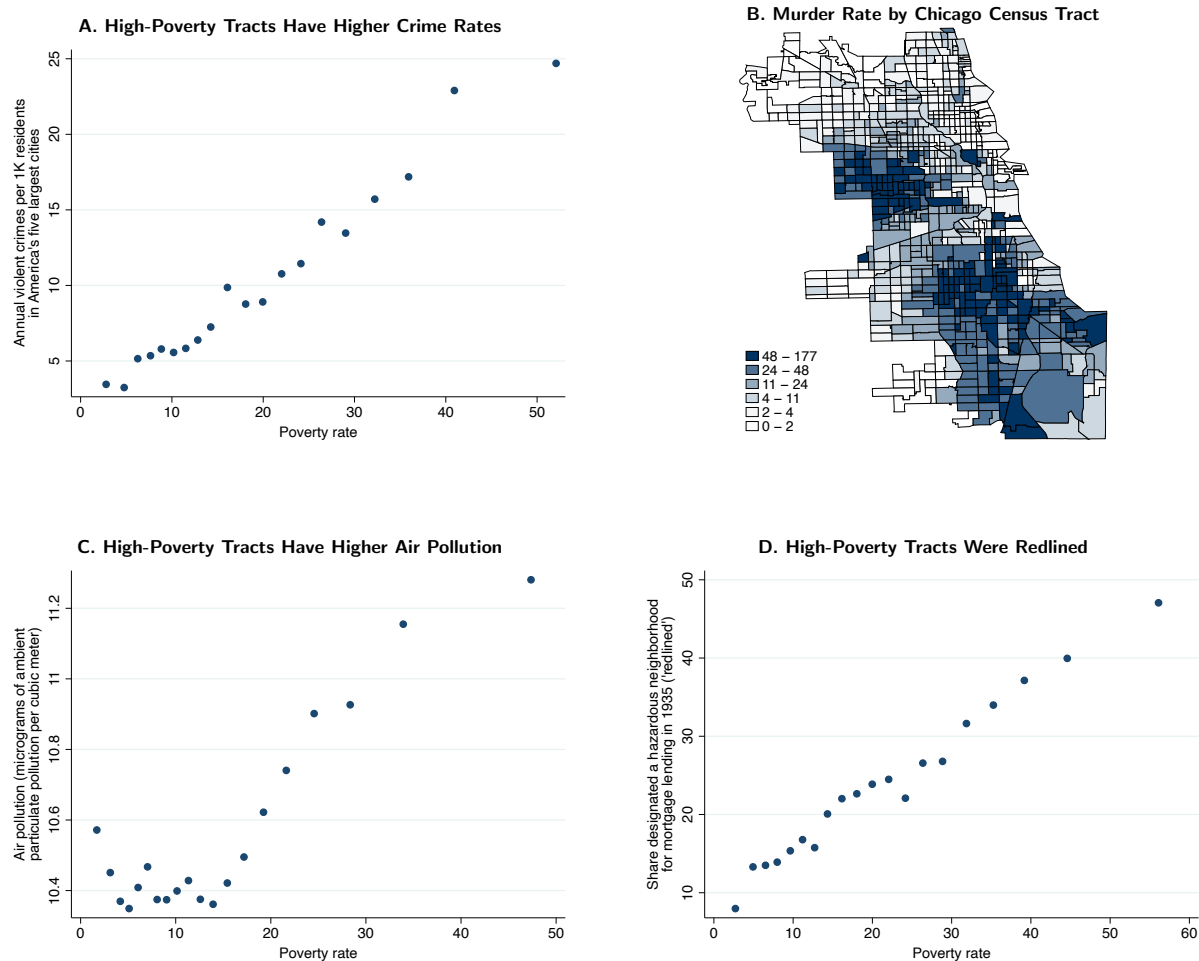 A. High-Poverty Tracts Have Higher Crime Rates
Annual violent crimes per 1K residents
in America's five largest cities
25
20
15
10
5
0 10 20 30 40 50
Poverty rate
B. Murder Rate by Chicago Census Tract
48 – 177
24 – 48
11 – 24
4 – 11
2 – 4
0 – 2
C. High-Poverty Tracts Have Higher Air Pollution
Air pollution (micrograms of ambient
particulate pollution per cubic meter)
11.2
11
10.8
10.6
10.4
0 10 20 30 40 50
Poverty rate
D. High-Poverty Tracts Were Redlined
Share designated a hazardous neighborhood
for mortgage lending in 1935 ('redlined')
50
40
30
20
10
0 10 20 30 40 50 60
Poverty rate